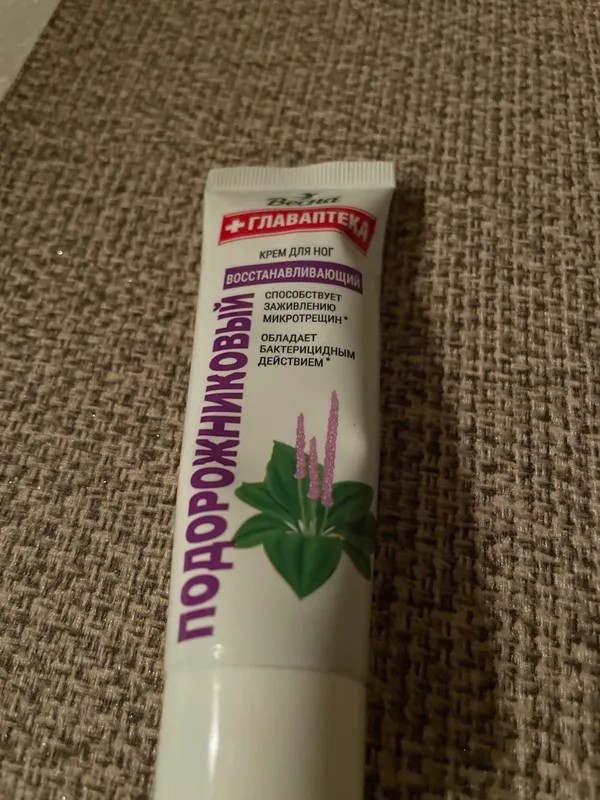 Весна
ГЛАВАПТЕКА
КРЕМ ДЛЯ НОГ
ВОССТАНАВЛИВАЮЩИЙ
ПОДОРОЖНИКОВЫЙ
СПОСОБСТВУЕТ
ЗАЖИВЛЕНИЮ
МИКРОТРЕЩИН*
ОБЛАДАЕТ
БАКТЕРИЦИДНЫМ
ДЕЙСТВИЕМ*